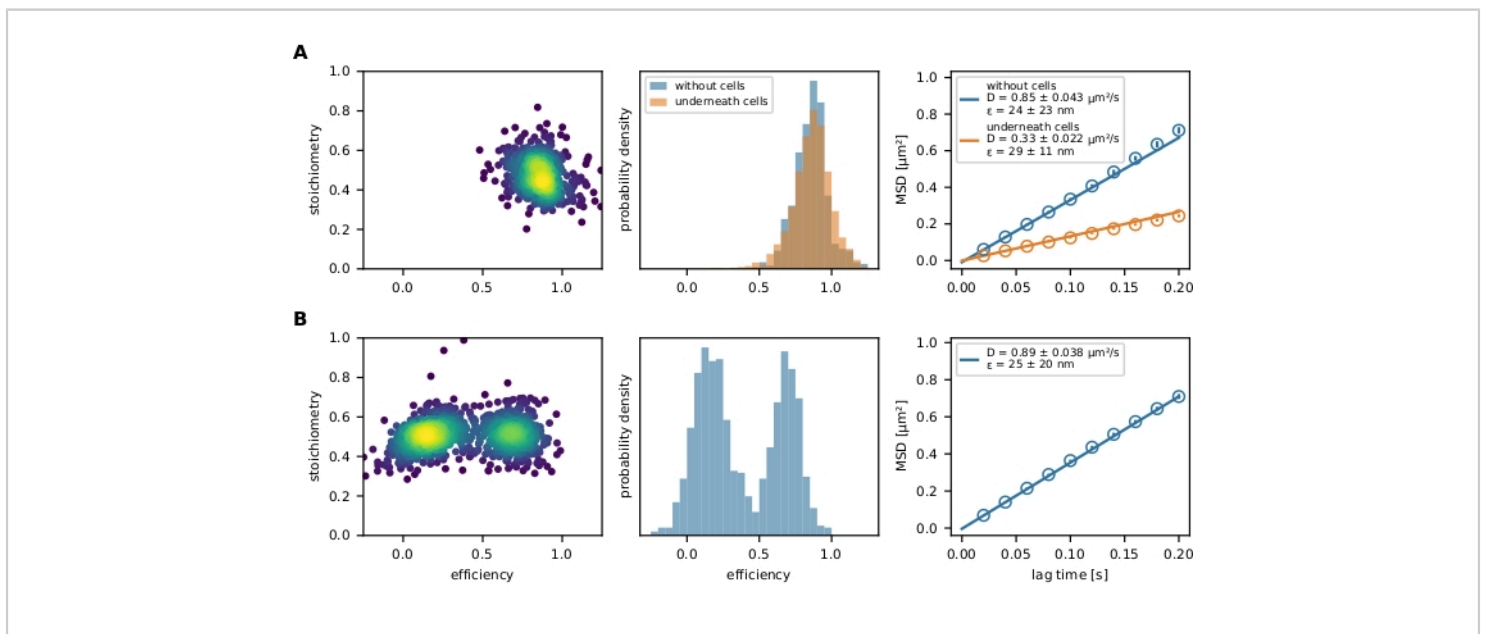 A
1.0
0.8
0.6
0.4
0.2
0.0
stoichiometry
0.0 0.5 1.0
probability density
without cells
underneath cells
0.0 0.5 1.0
MSD [µm²]
1.0
0.8
0.6
0.4
0.2
0.0
without cells
D = 0.85 ± 0.043 µm²/s
ε = 24 ± 23 nm
underneath cells
D = 0.33 ± 0.022 µm²/s
ε = 29 ± 11 nm
0.00 0.05 0.10 0.15 0.20
B
1.0
0.8
0.6
0.4
0.2
0.0
stoichiometry
0.0 0.5 1.0
efficiency
probability density
0.0 0.5 1.0
efficiency
MSD [µm²]
1.0
0.8
0.6
0.4
0.2
0.0
D = 0.89 ± 0.038 µm²/s
ε = 25 ± 20 nm
0.00 0.05 0.10 0.15 0.20
lag time [s]